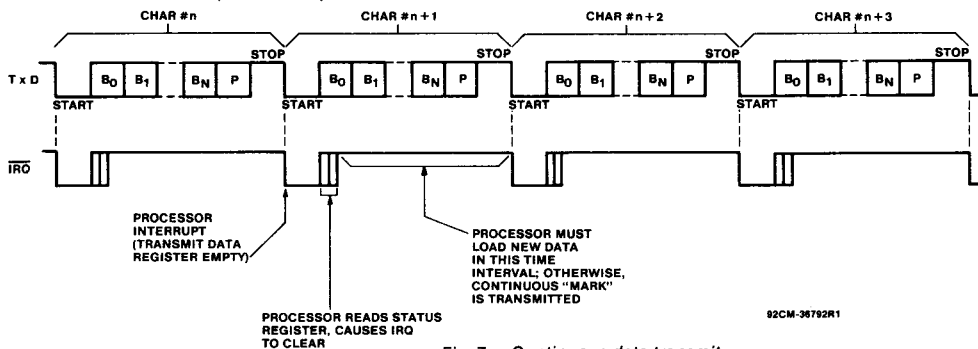 CHAR #n
CHAR #n + 1
CHAR #n + 2
CHAR #n + 3
STOP
STOP
STOP
STOP
T x D
B0 B1 BN P
B0 B1 BN P
B0 B1 BN P
B0 B1 BN P
START
START
START
START
IRQ
PROCESSOR
INTERRUPT
(TRANSMIT DATA
REGISTER EMPTY)
PROCESSOR MUST
LOAD NEW DATA
IN THIS TIME
INTERVAL; OTHERWISE,
CONTINUOUS “MARK”
IS TRANSMITTED
PROCESSOR READS STATUS
REGISTER, CAUSES IRQ
TO CLEAR
92CM-36792R1